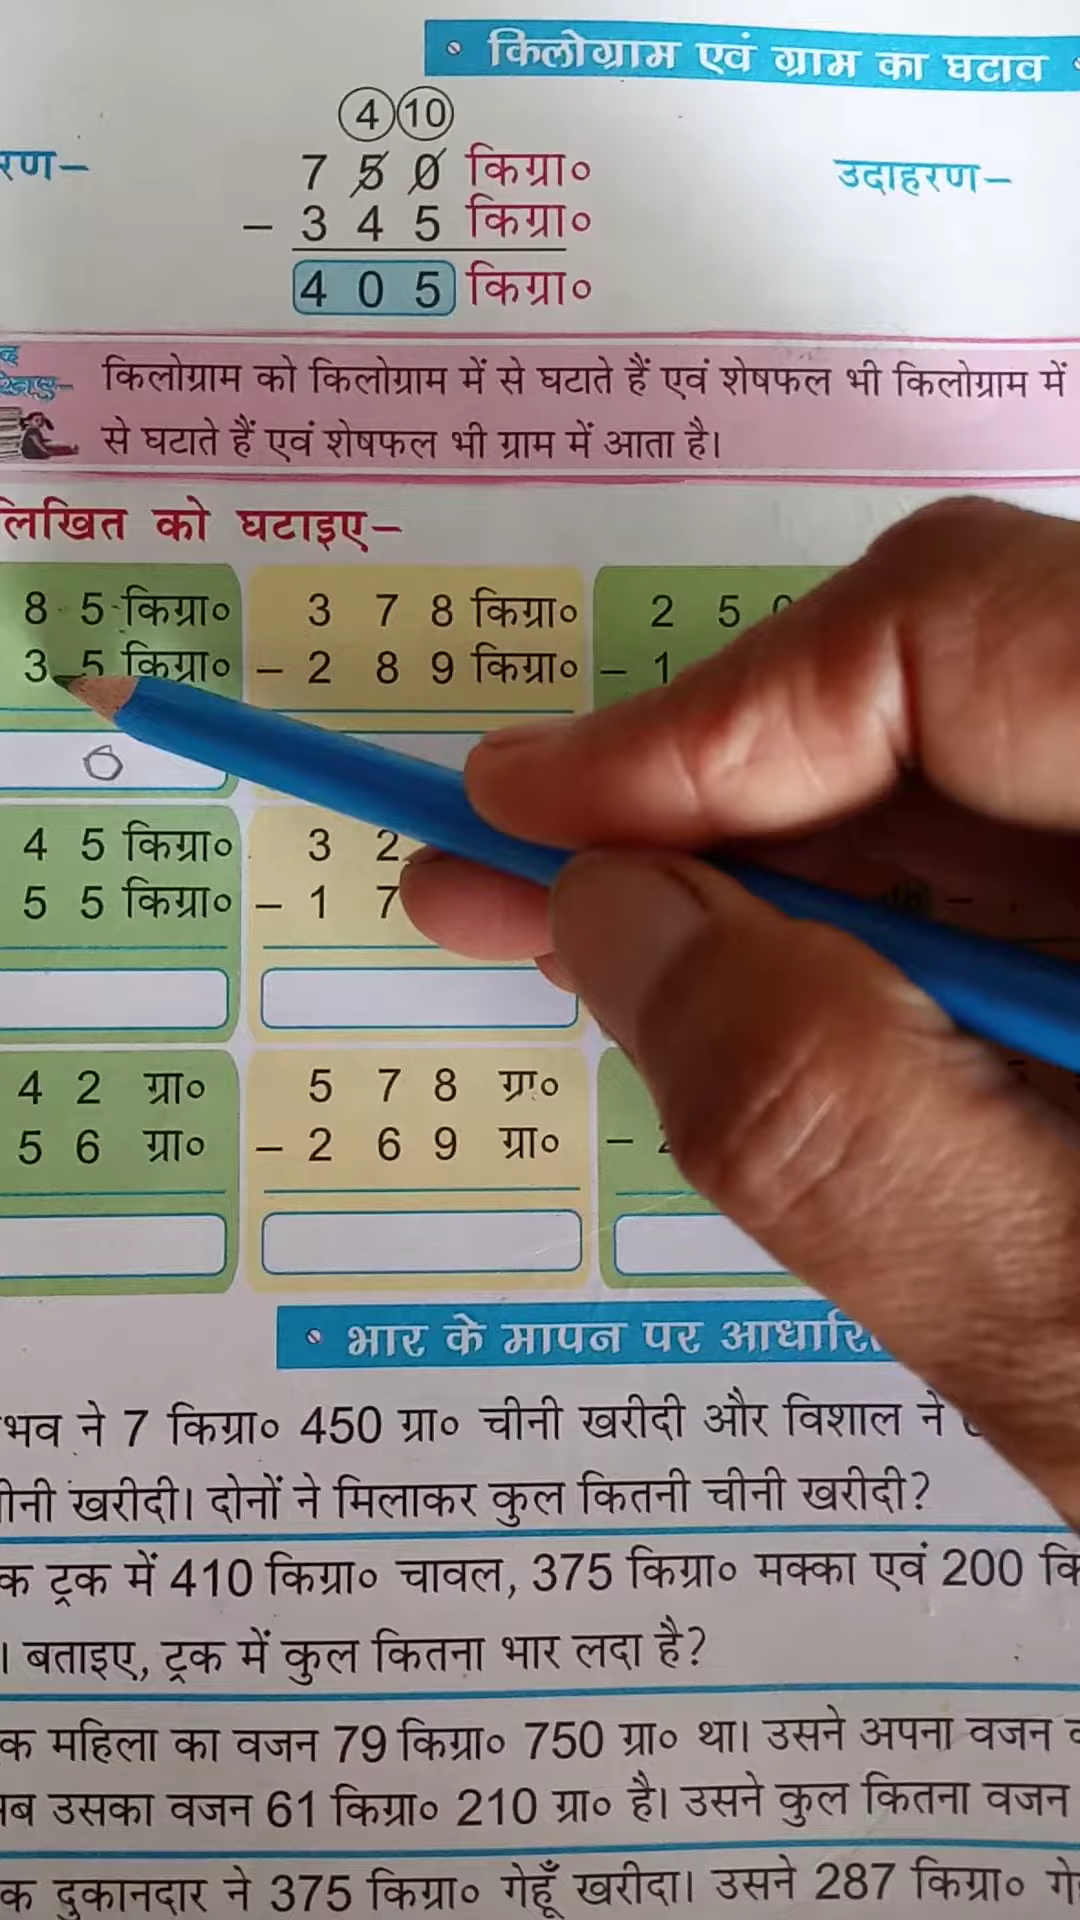 किलोग्राम एवं ग्राम का घटाव
4 10
7 5 0 किग्रा०
रण–
उदाहरण–
– 3 4 5 किग्रा०
4 0 5 किग्रा०
किलोग्राम को किलोग्राम में से घटाते हैं एवं शेषफल भी किलोग्राम में
से घटाते हैं एवं शेषफल भी ग्राम में आता है।
लिखित को घटाइए–
8 5 किग्रा० 3 7 8 किग्रा० 2 5
3 5 किग्रा० – 2 8 9 किग्रा० – 1
0
4 5 किग्रा० 3 2
5 5 किग्रा० – 1 7
4 2 ग्रा० 5 7 8 ग्रा०
5 6 ग्रा० – 2 6 9 ग्रा० –
भार के मापन पर
भव ने 7 किग्रा० 450 ग्रा० चीनी खरीदी और विशाल ने
ीनी खरीदी। दोनों ने मिलाकर कुल कितनी चीनी खरीदी?
क ट्रक में 410 किग्रा० चावल, 375 किग्रा० मक्का एवं 200 कि
। बताइए, ट्रक में कुल कितना भार लदा है?
क महिला का वजन 79 किग्रा० 750 ग्रा० था। उसने अपना वजन
ब उसका वजन 61 किग्रा० 210 ग्रा० है। उसने कुल कितना वजन
क दुकानदार ने 375 किग्रा० गेहूँ खरीदा। उसने 287 किग्रा० गे